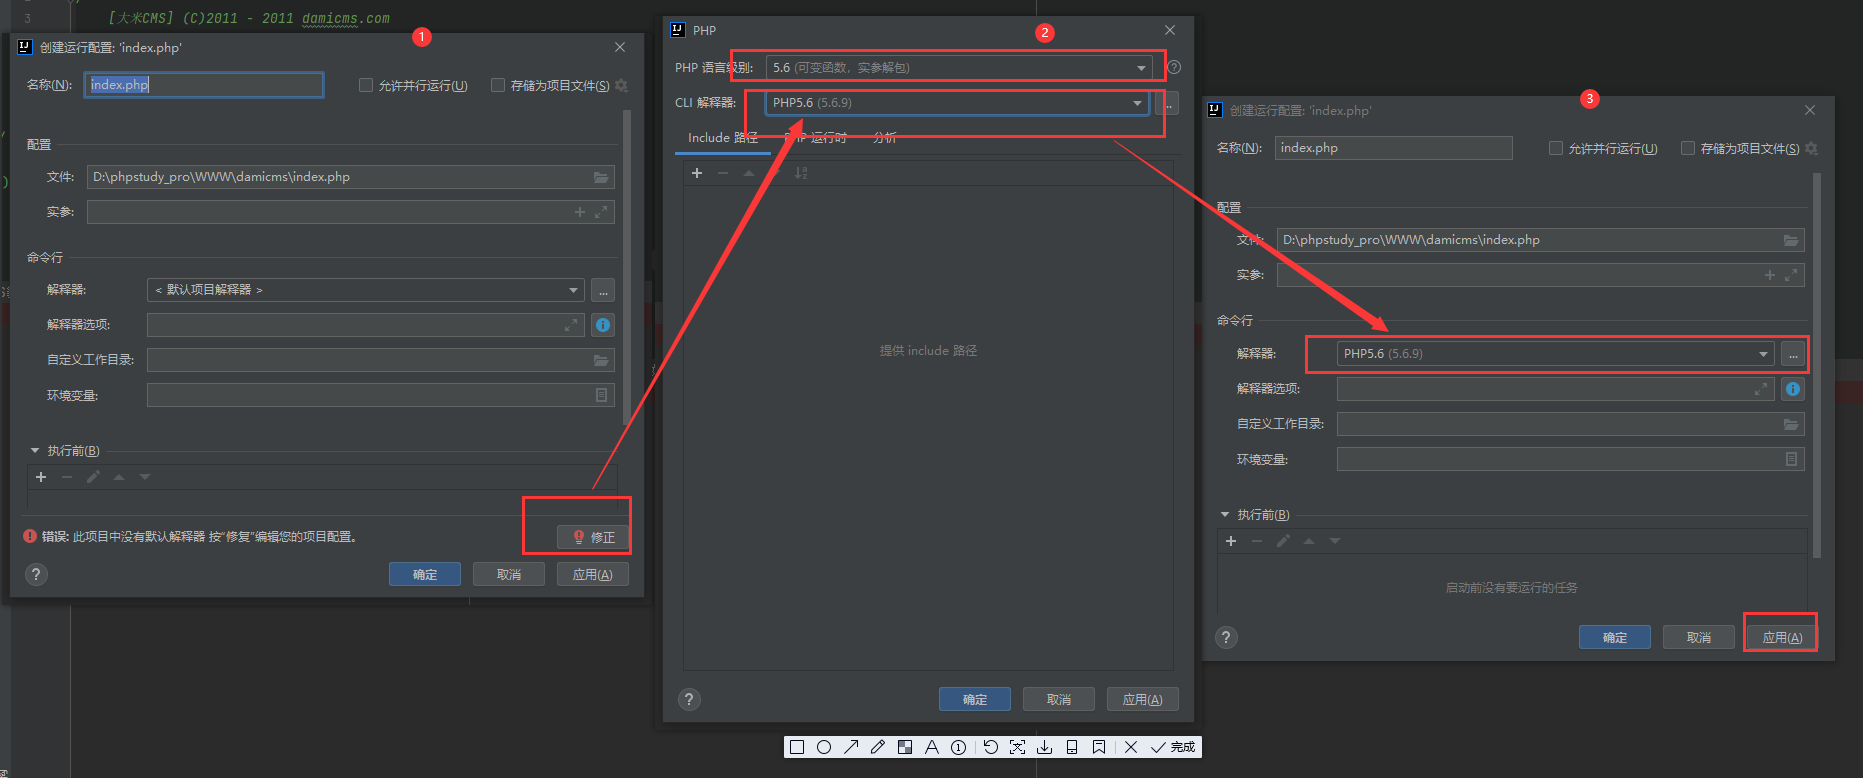 2
3
[大米CMS] (C)2011 - 2011 damicms.com
1
创建运行配置: 'index.php'
名称(N):
index.php
允许并行运行(U)
存储为项目文件(S)
配置
文件:
D:\phpstudy_pro\WWW\damicms\index.php
实参:
命令行
解释器:
< 默认项目解释器 >
...
解释器选项:
自定义工作目录:
环境变量:
执行前(B)
错误: 此项目中没有默认解释器 按"修复"编辑您的项目配置。
修正
?
确定
取消
应用(A)
PHP
2
PHP 语言级别:
5.6 (可变函数，实参解包)
?
CLI 解释器:
PHP5.6 (5.6.9)
...
Include 路径
PHP 运行时
分析
提供 include 路径
?
确定
取消
应用(A)
3
创建运行配置: 'index.php'
名称(N):
index.php
允许并行运行(U)
存储为项目文件(S)
配置
文件:
D:\phpstudy_pro\WWW\damicms\index.php
实参:
命令行
解释器:
PHP5.6 (5.6.9)
...
解释器选项:
自定义工作目录:
环境变量:
执行前(B)
启动前没有要运行的任务
?
确定
取消
应用(A)
完成